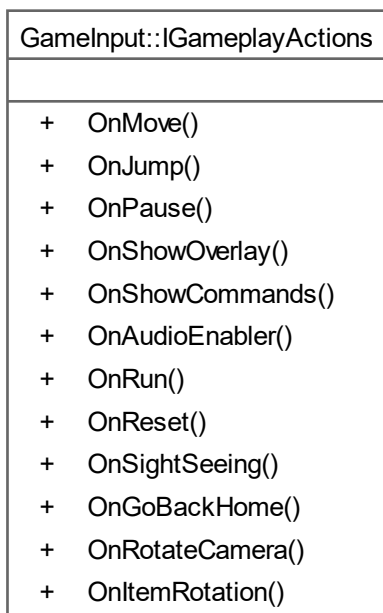 GameInput::IGameplayActions
+ OnMove()
+ OnJump()
+ OnPause()
+ OnShowOverlay()
+ OnShowCommands()
+ OnAudioEnabler()
+ OnRun()
+ OnReset()
+ OnSightSeeing()
+ OnGoBackHome()
+ OnRotateCamera()
+ OnItemRotation()